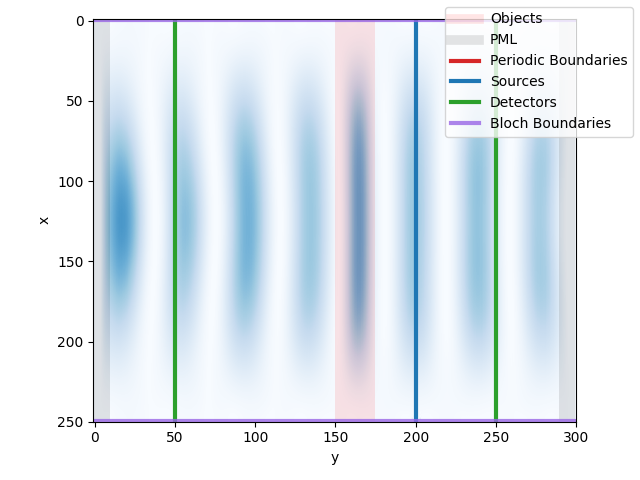 Objects
PML
Periodic Boundaries
Sources
Detectors
Bloch Boundaries
0
50
100
150
200
250
x
0
50
100
150
200
250
300
y